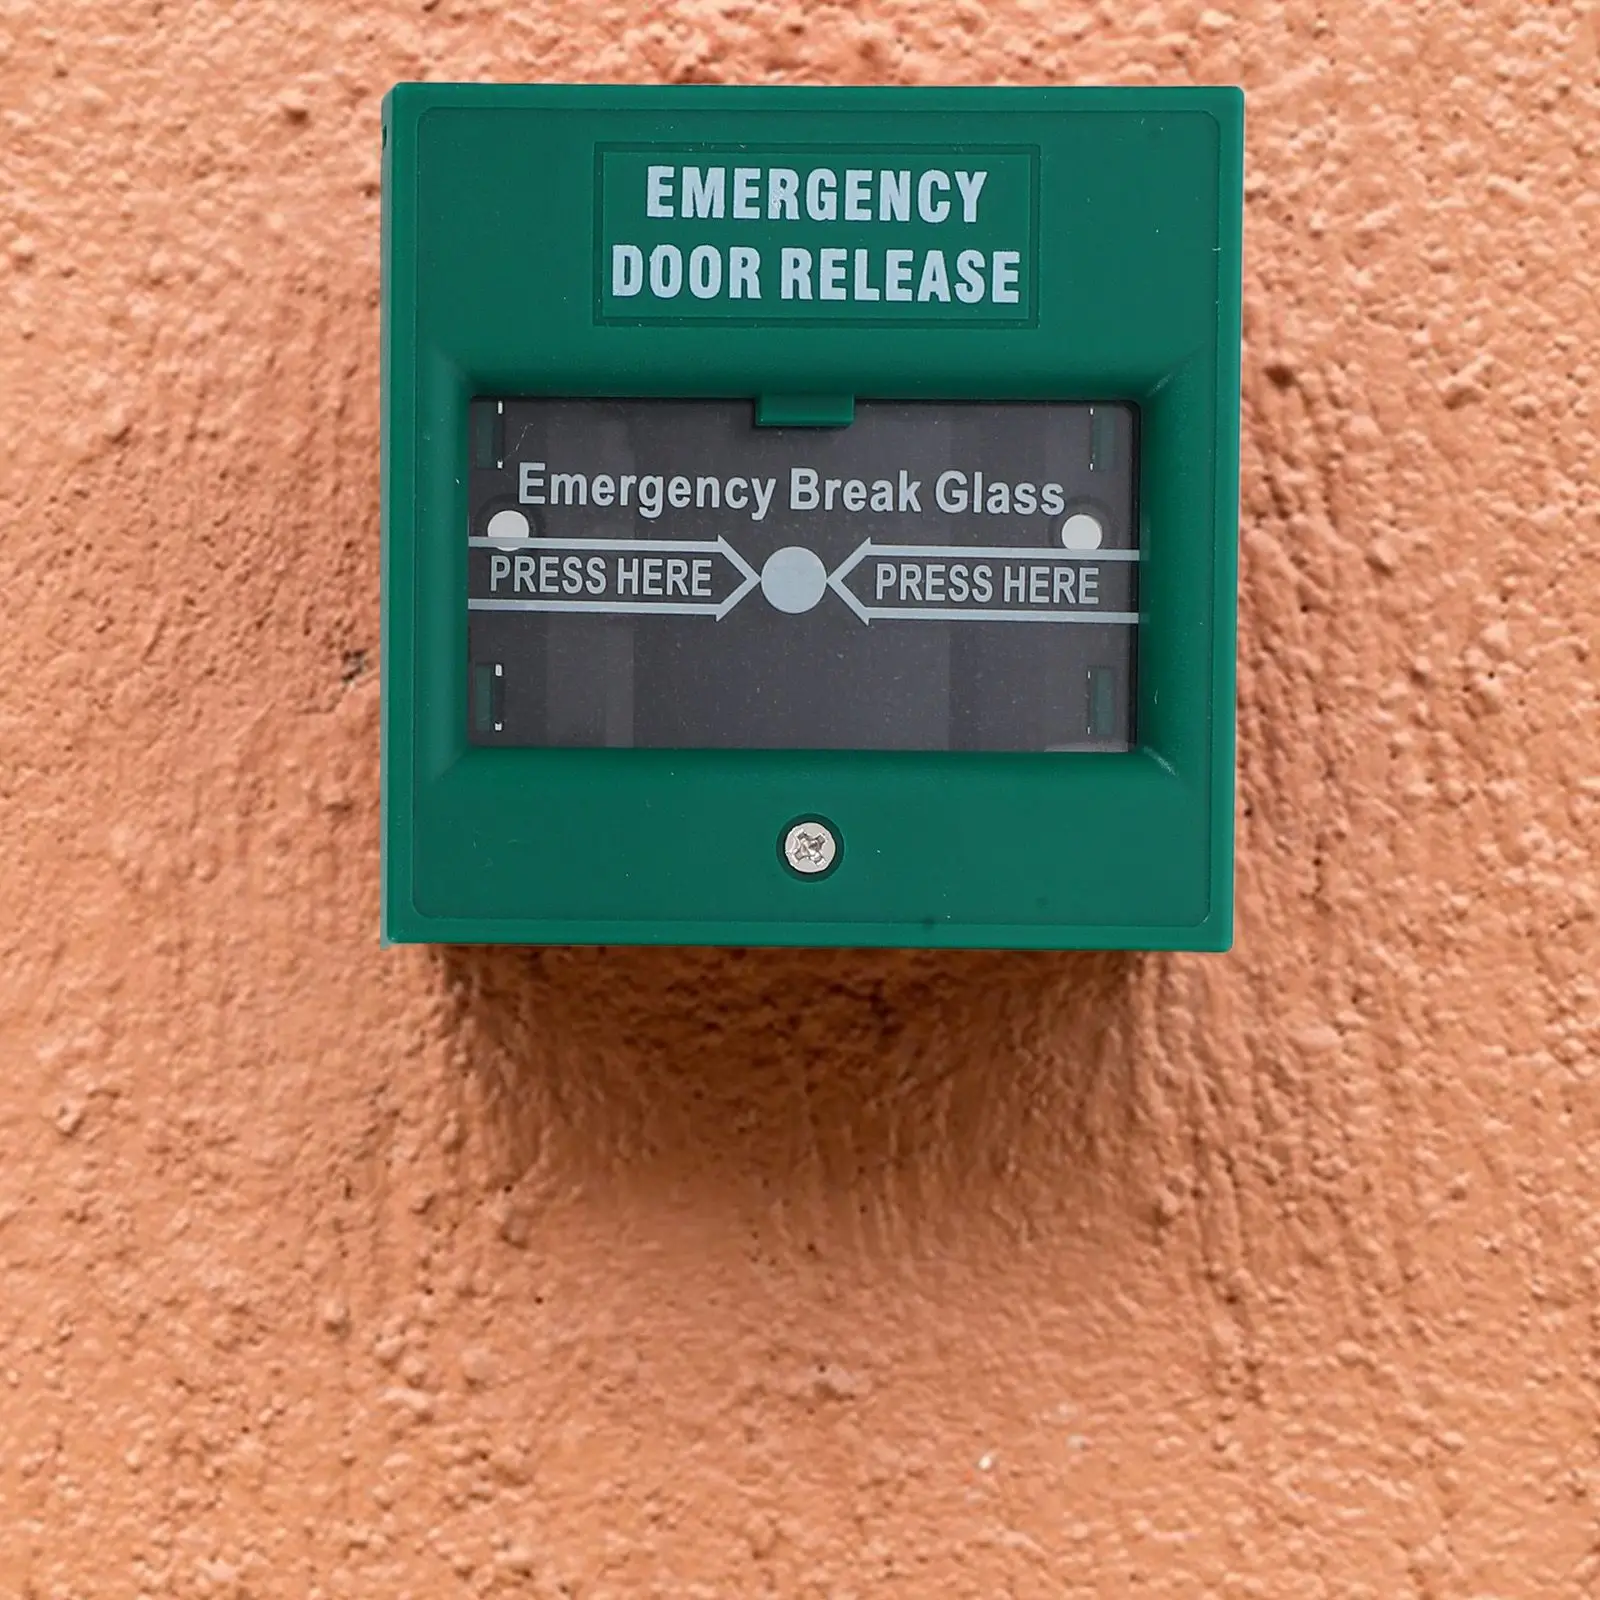 EMERGENCY
DOOR RELEASE
Emergency Break Glass
PRESS HERE PRESS HERE